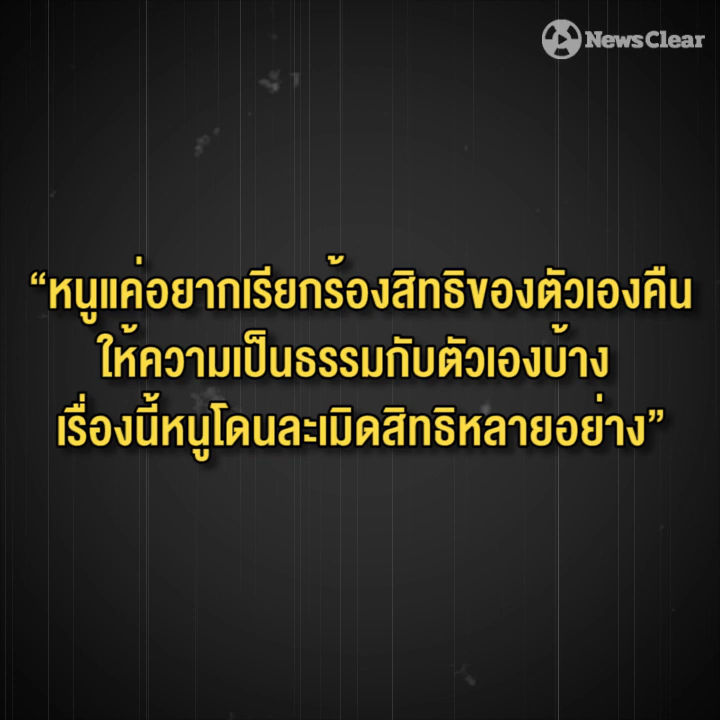 NewsClear
“หนูแค่อยากเรียกร้องสิทธิของตัวเองคืน
ให้ความเป็นธรรมกับตัวเองบ้าง
เรื่องนี้หนูโดนละเมิดสิทธิหลายอย่าง”